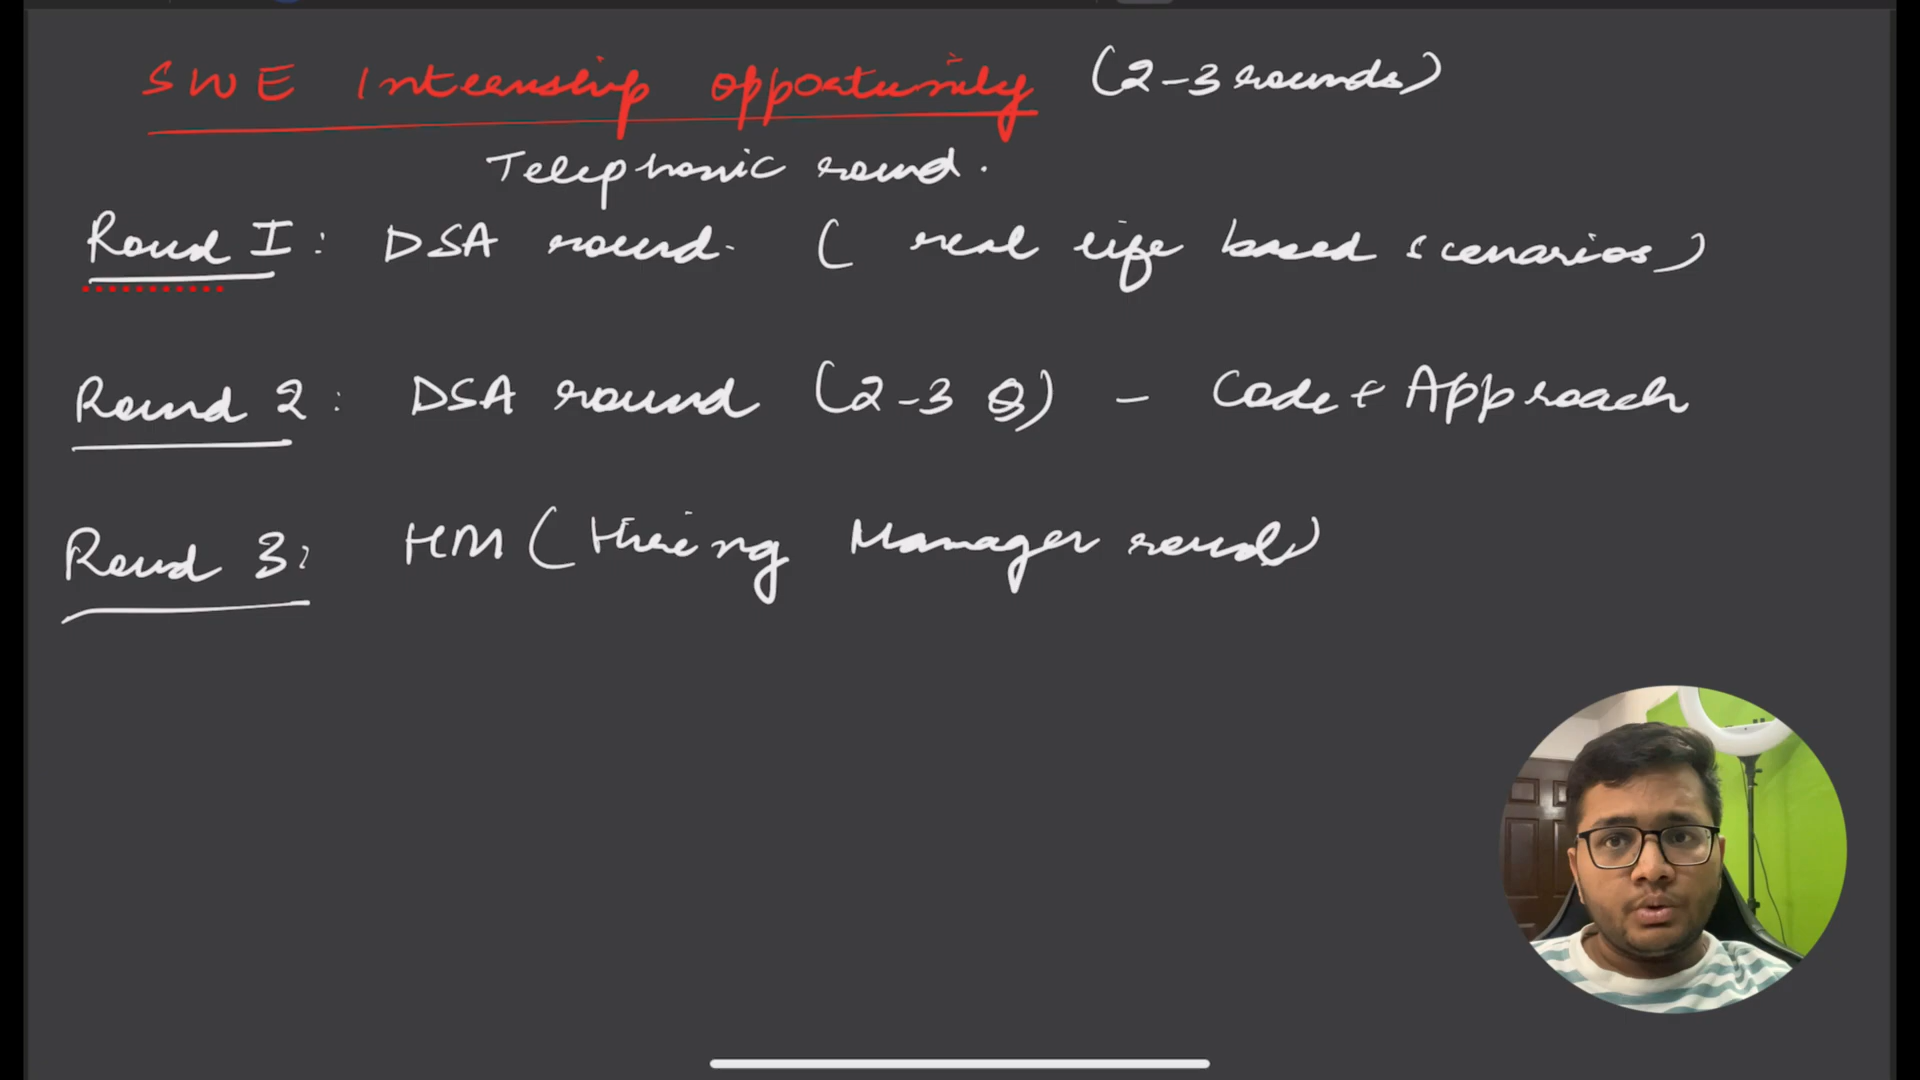 SWE Internship opportunity (2-3 rounds)
Telephonic round.
Round I: DSA round. ( real life based scenarios)
Round 2: DSA round (2-3 Q) - Code + Approach
Round 3: HM (Hiring Manager round)